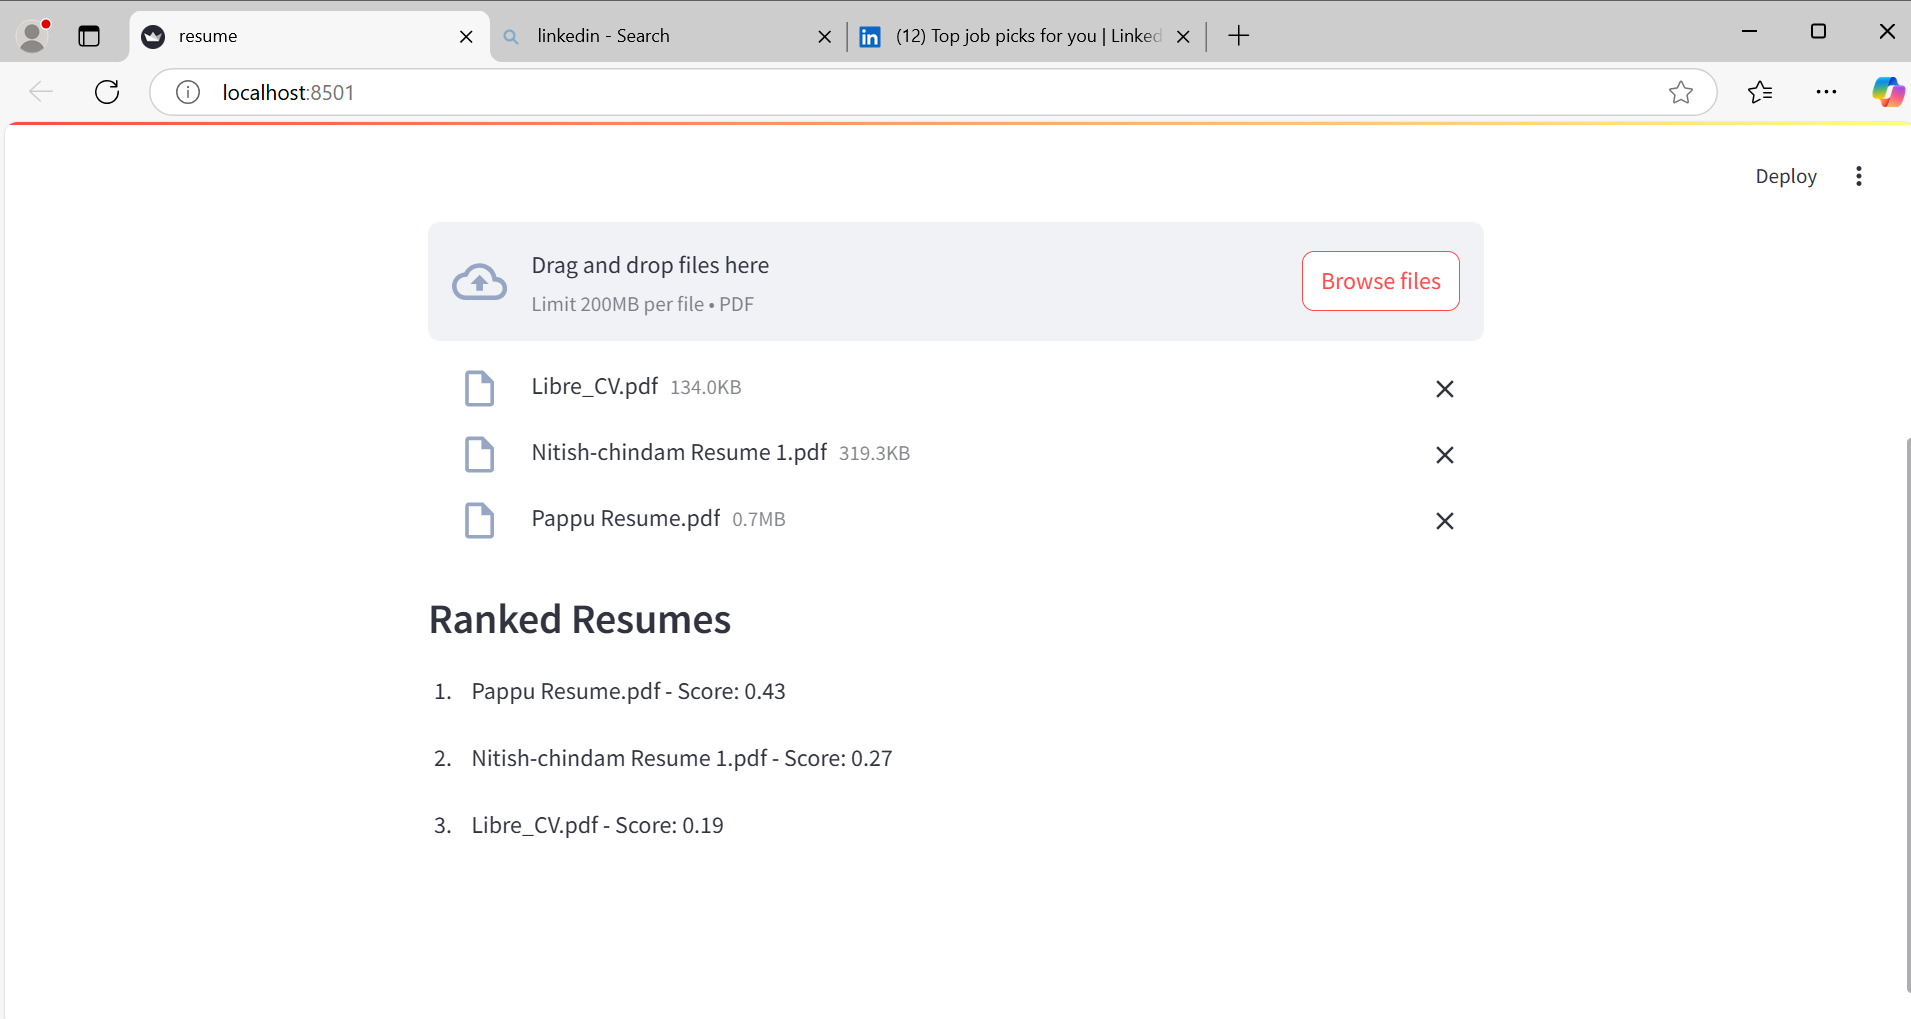 resume
linkedin - Search
in (12) Top job picks for you | Linked
localhost:8501
Deploy
Drag and drop files here
Limit 200MB per file • PDF
Browse files
Libre_CV.pdf 134.0KB
Nitish-chindam Resume 1.pdf 319.3KB
Pappu Resume.pdf 0.7MB
Ranked Resumes
1. Pappu Resume.pdf - Score: 0.43
2. Nitish-chindam Resume 1.pdf - Score: 0.27
3. Libre_CV.pdf - Score: 0.19